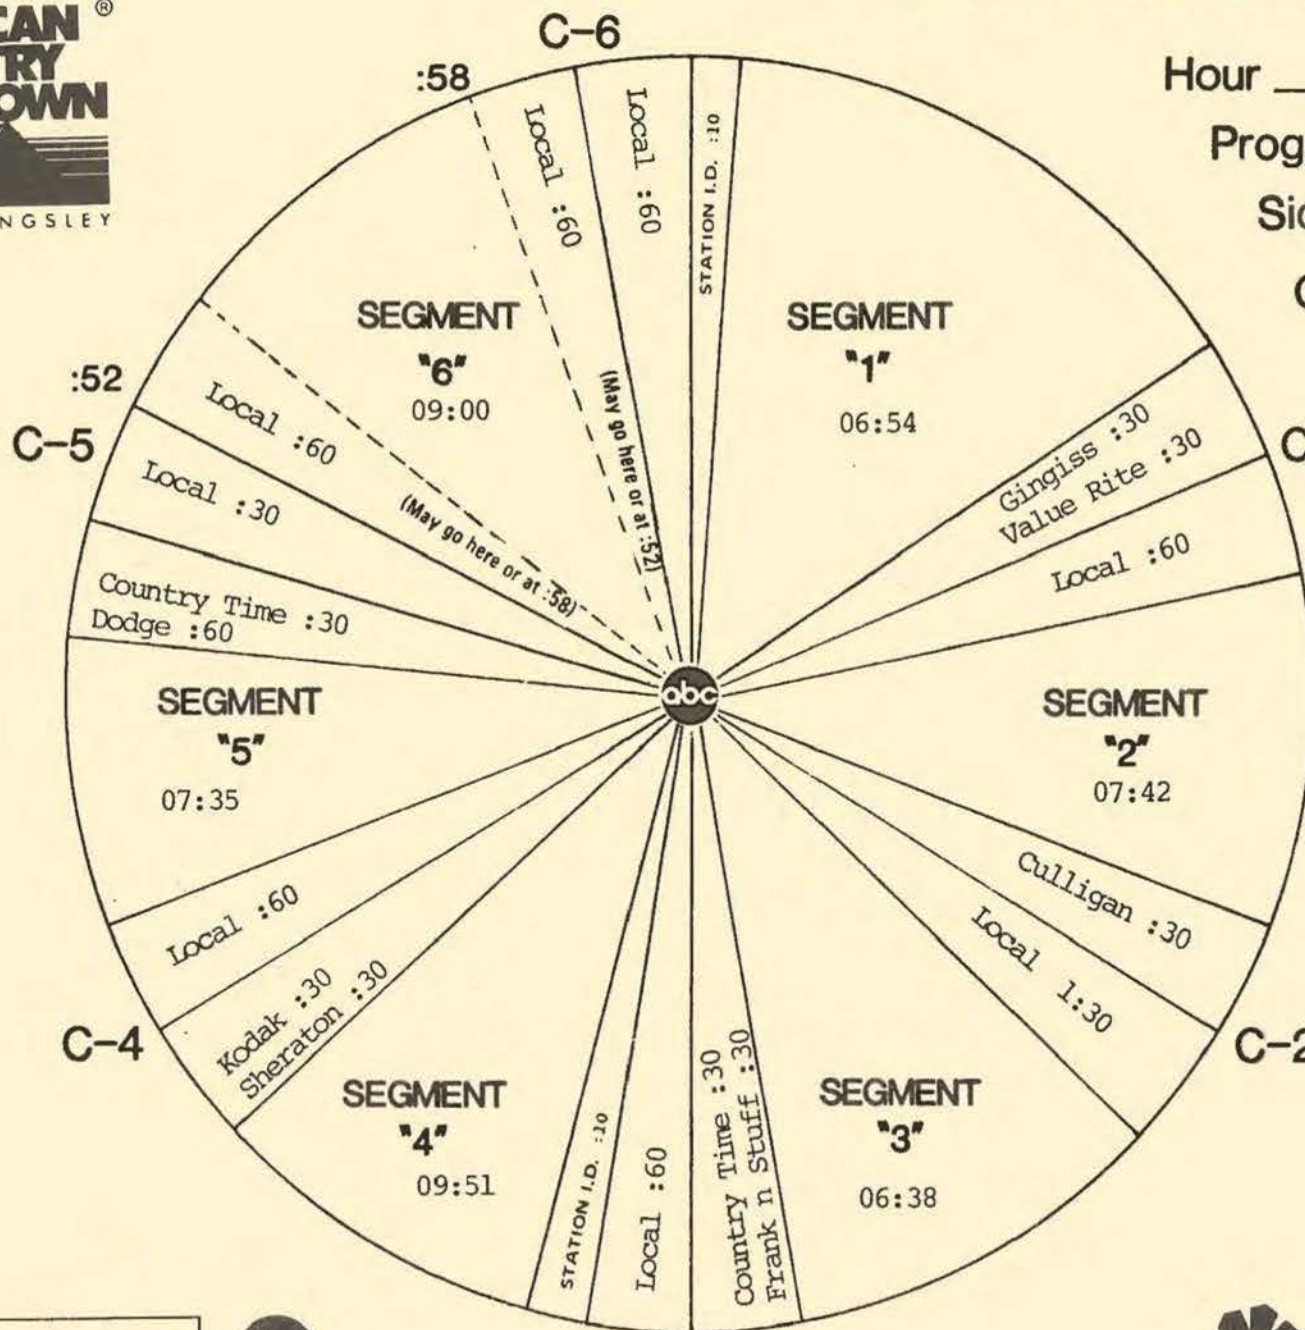 CAN ®
TRY
OWN
NGSLEY
C-6
:58
Hour
Local :60
Local :60
STATION I.D. :10
SEGMENT
"6"
09:00
SEGMENT
"1"
06:54
(May go here or at :52)
:52
C-5
Local :60
Local :30
(May go here or at :58)
Gingiss :30
Value Rite :30
Local :60
Country Time :30
Dodge :60
abc
SEGMENT
"5"
07:35
SEGMENT
"2"
07:42
Culligan :30
Local 1:30
C-2
Local :60
C-4
Kodak :30
Sheraton :30
SEGMENT
"4"
09:51
STATION I.D. :10
Local :60
Country Time :30
Frank n Stuff :30
SEGMENT
"3"
06:38